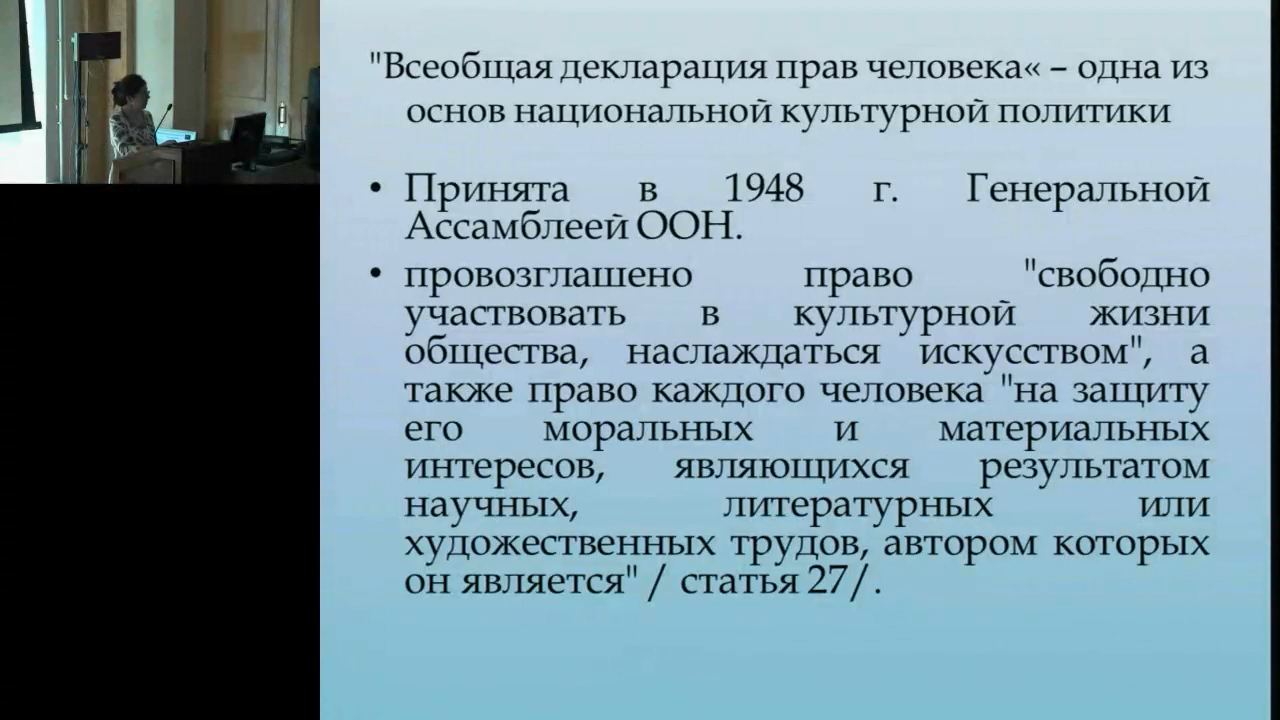 "Всеобщая декларация прав человека« – одна из
основ национальной культурной политики
• Принята в 1948 г. Генеральной
Ассамблеей ООН.
• провозглашено право "свободно
участвовать в культурной жизни
общества, наслаждаться искусством", а
также право каждого человека "на защиту
его моральных и материальных
интересов, являющихся результатом
научных, литературных или
художественных трудов, автором которых
он является" / статья 27/.